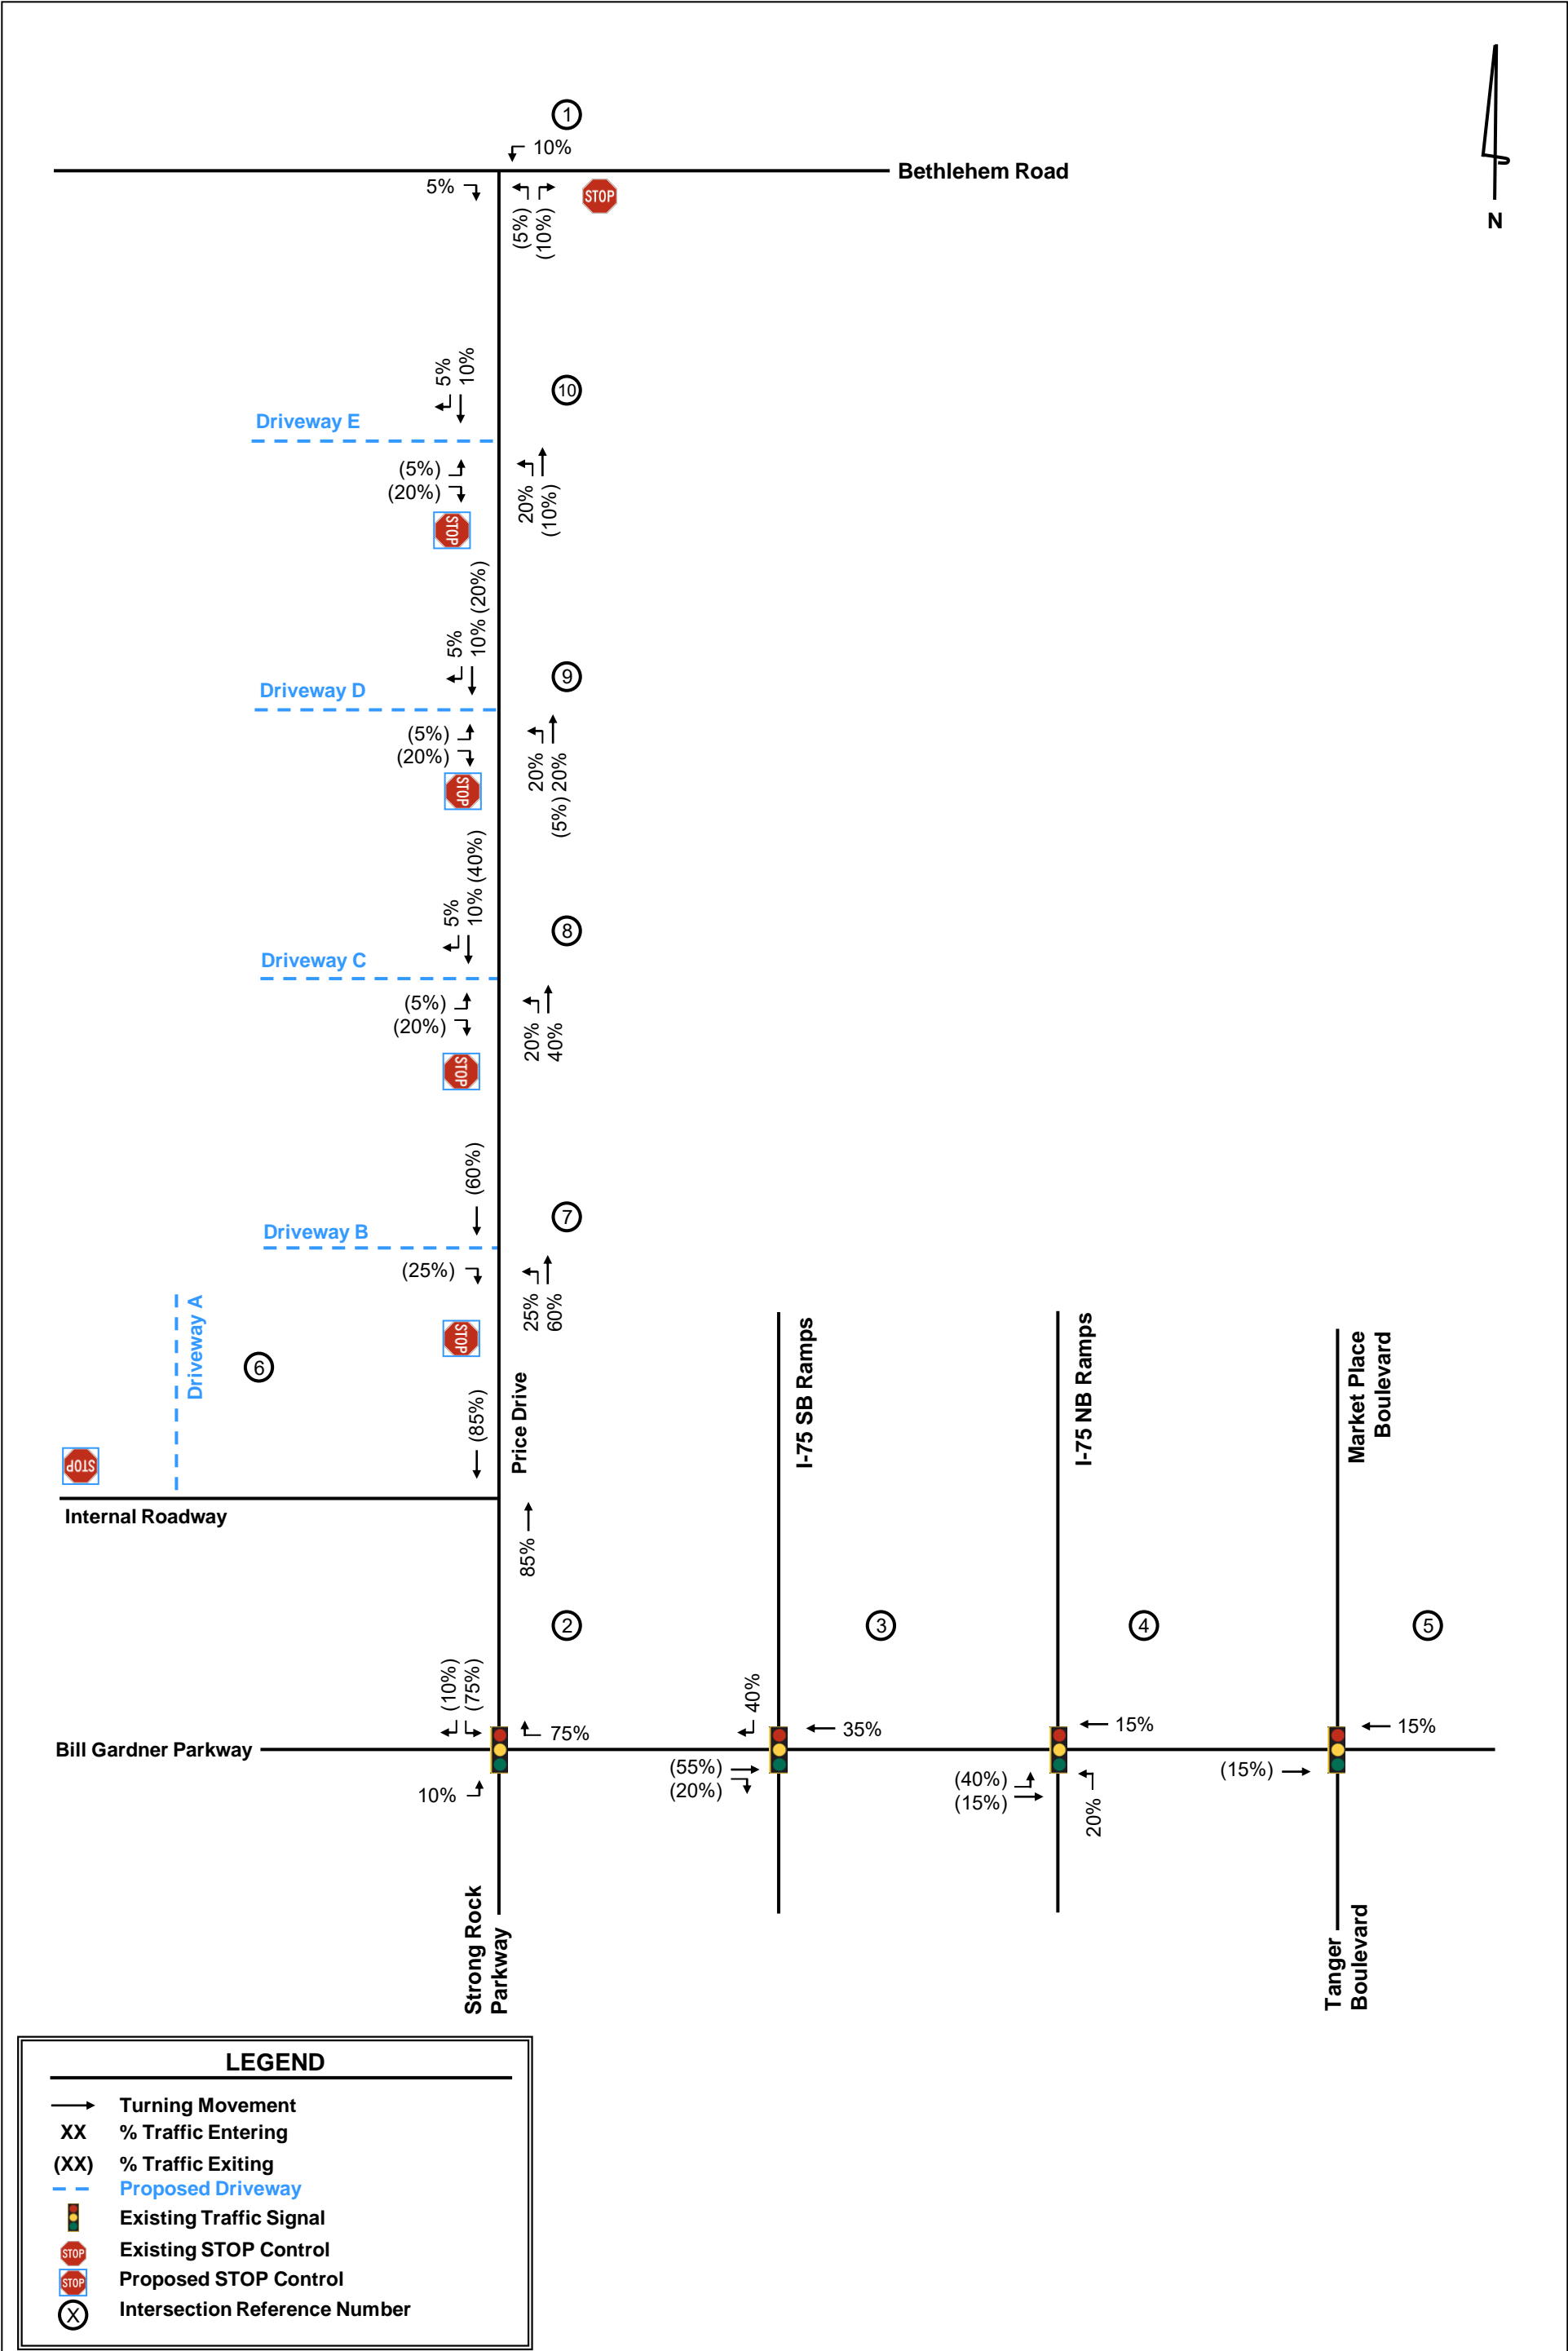 1
10%
Bethlehem Road
5%
STOP
(5%)
(10%)
N
5%
10%
10
Driveway E
(5%)
(20%)
20%
(10%)
STOP
5%
10% (20%)
9
Driveway D
(5%)
(20%)
20%
(5%) 20%
STOP
5%
10% (40%)
8
Driveway C
(5%)
(20%)
20%
40%
STOP
(60%)
7
Driveway B
(25%)
25%
60%
STOP
Driveway A
6
(85%)
Price Drive
I-75 SB Ramps
I-75 NB Ramps
Market Place
Boulevard
STOP
Internal Roadway
85%
2
3
4
5
(10%)
(75%)
75%
40%
35%
15%
15%
Bill Gardner Parkway
10%
(55%)
(20%)
(40%)
(15%)
20%
(15%)
Strong Rock
Parkway
Tanger
Boulevard
LEGEND
Turning Movement
XX % Traffic Entering
(XX) % Traffic Exiting
Proposed Driveway
Existing Traffic Signal
STOP Existing STOP Control
STOP Proposed STOP Control
X Intersection Reference Number